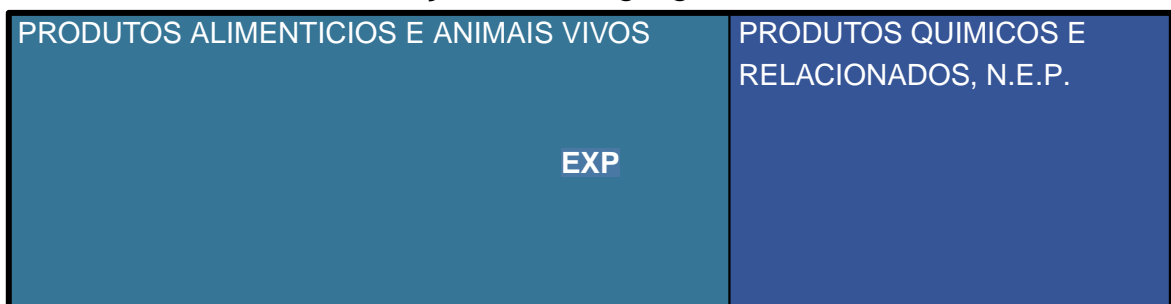 PRODUTOS ALIMENTICIOS E ANIMAIS VIVOS
PRODUTOS QUIMICOS E
RELACIONADOS, N.E.P.
EXP